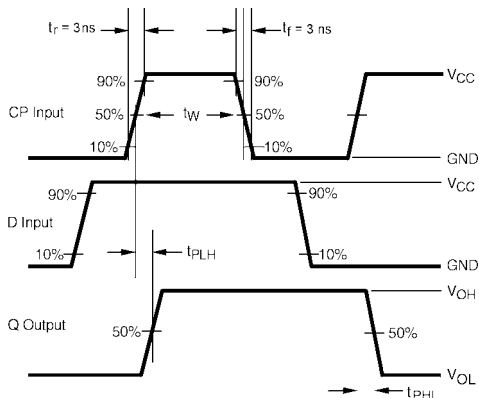 tr = 3ns tf = 3 ns
90% 90% VCC
CP Input 50% tW 50%
10% 10% GND
90% 90% VCC
D Input
10% tPLH 10% GND
VOH
Q Output 50% 50%
VOL
tPHL